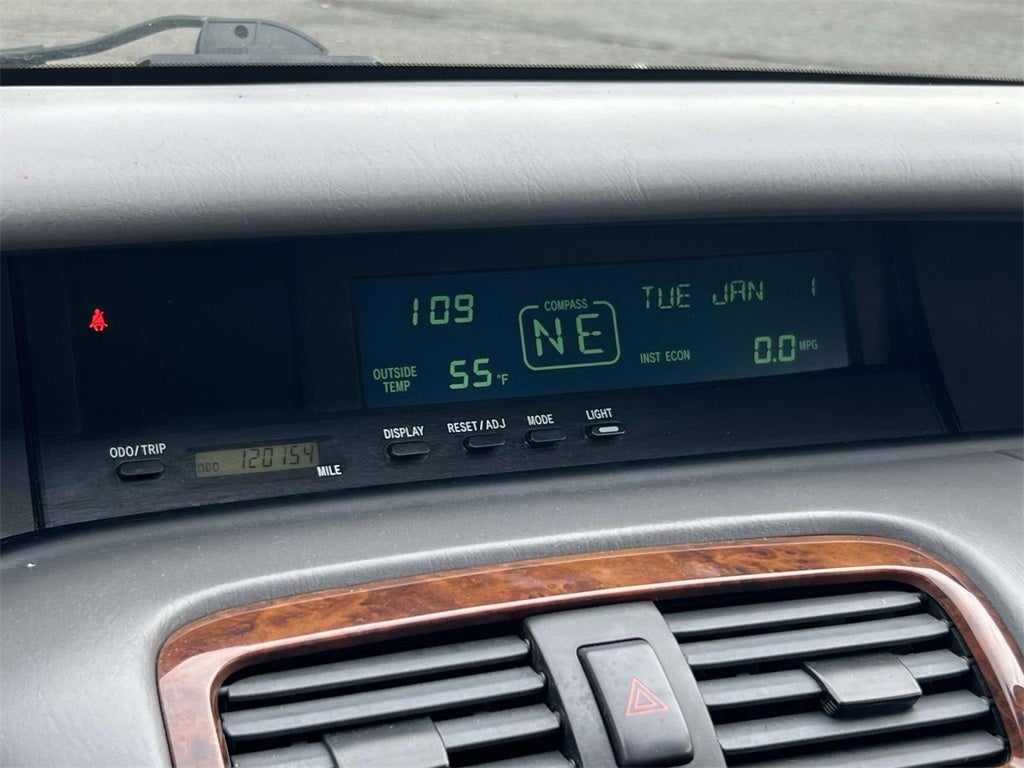 109
COMPASS
NE
TUE JAN 1
OUTSIDE
TEMP
55 °F
INST ECON
0.0 MPG
ODO/TRIP
ODO 120154
MILE
DISPLAY
RESET/ADJ
MODE
LIGHT